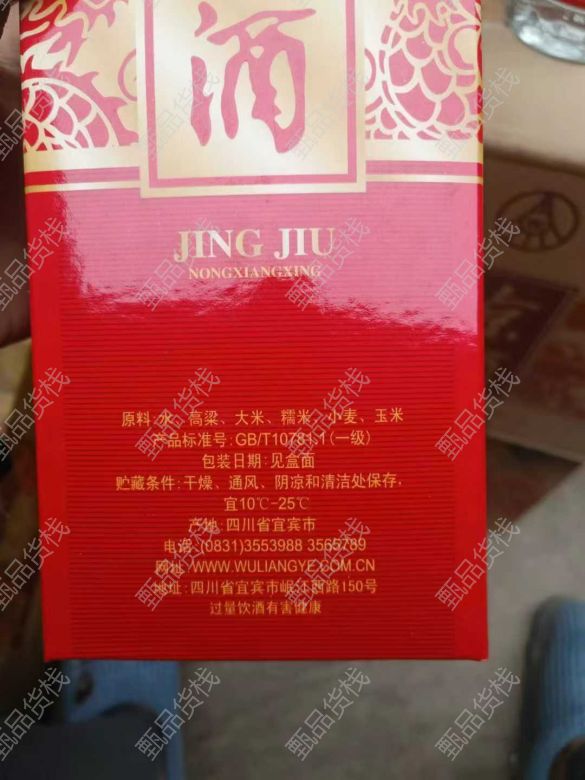 酒
JING JIU
NONGXIANGXING
原料:水、高粱、大米、糯米、小麦、玉米
产品标准号:GB/T10781.1(一级)
包装日期:见盒面
贮藏条件:干燥、通风、阴凉和清洁处保存,
宜10℃-25℃
产地:四川省宜宾市
电话:(0831)3553988 3565789
网址:WWW.WULIANGYE.COM.CN
地址:四川省宜宾市岷江西路150号
过量饮酒有害健康
甄品货栈